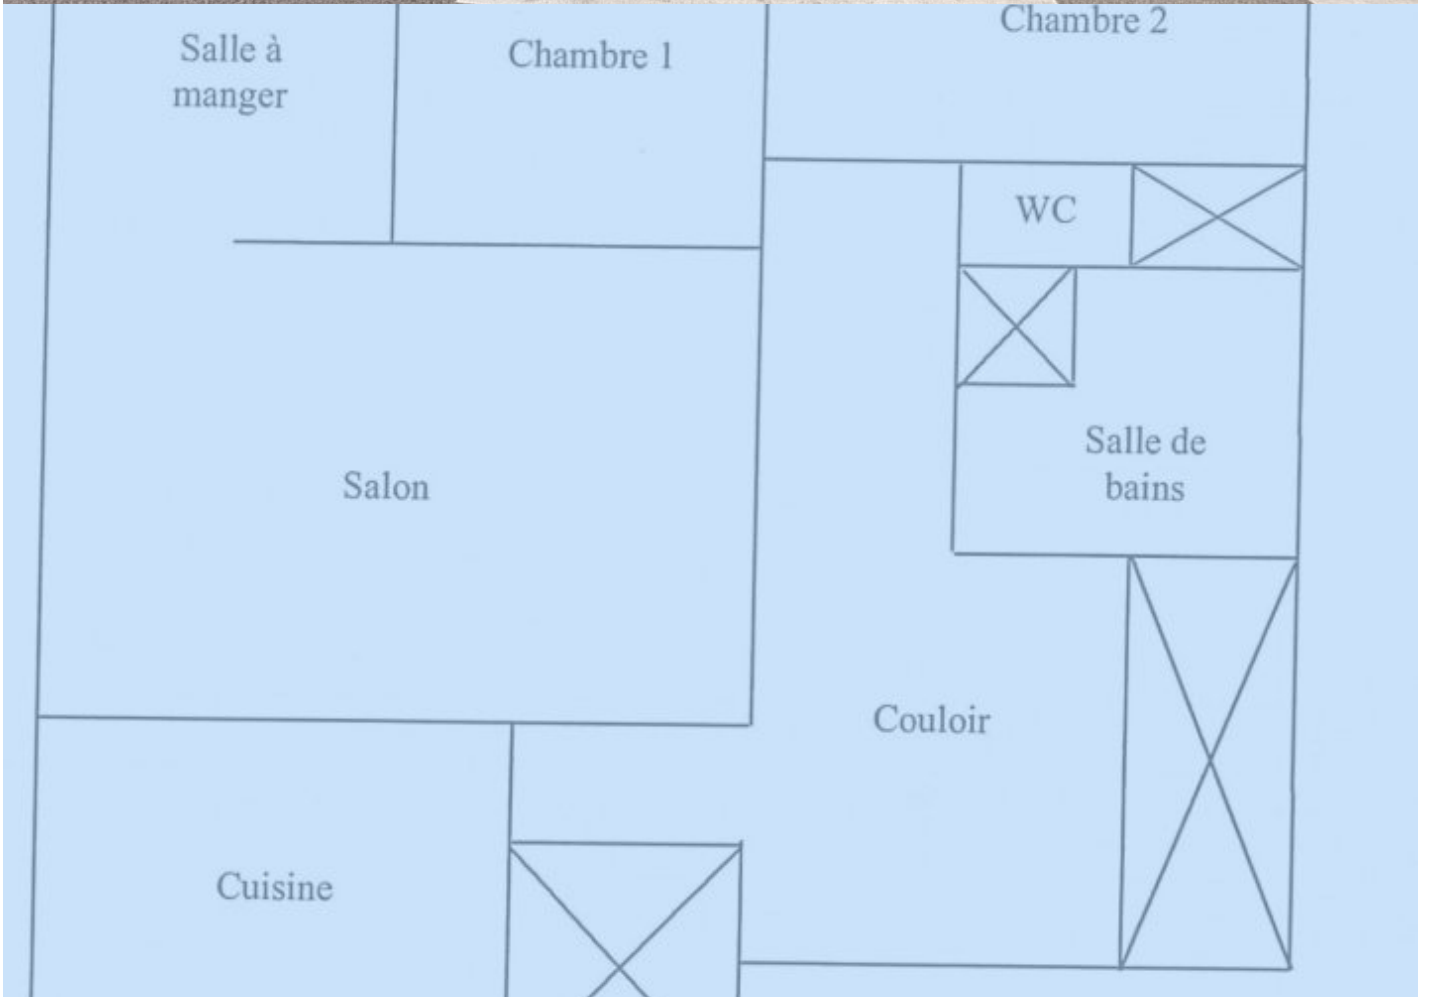 Chambre 2
Salle à
manger
Chambre 1
WC
Salle de
bains
Salon
Couloir
Cuisine